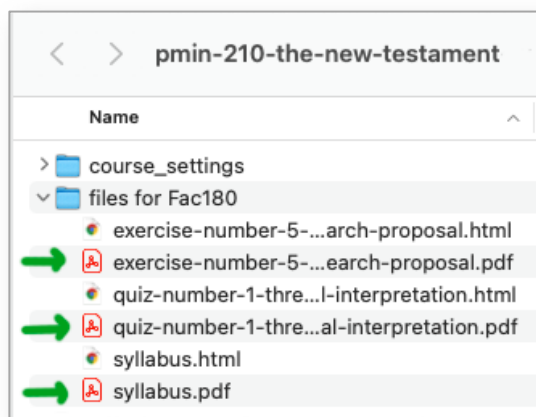 pmin-210-the-new-testament
Name
course_settings
files for Fac180
exercise-number-5-...arch-proposal.html
exercise-number-5-...earch-proposal.pdf
quiz-number-1-thre...l-interpretation.html
quiz-number-1-thre...al-interpretation.pdf
syllabus.html
syllabus.pdf